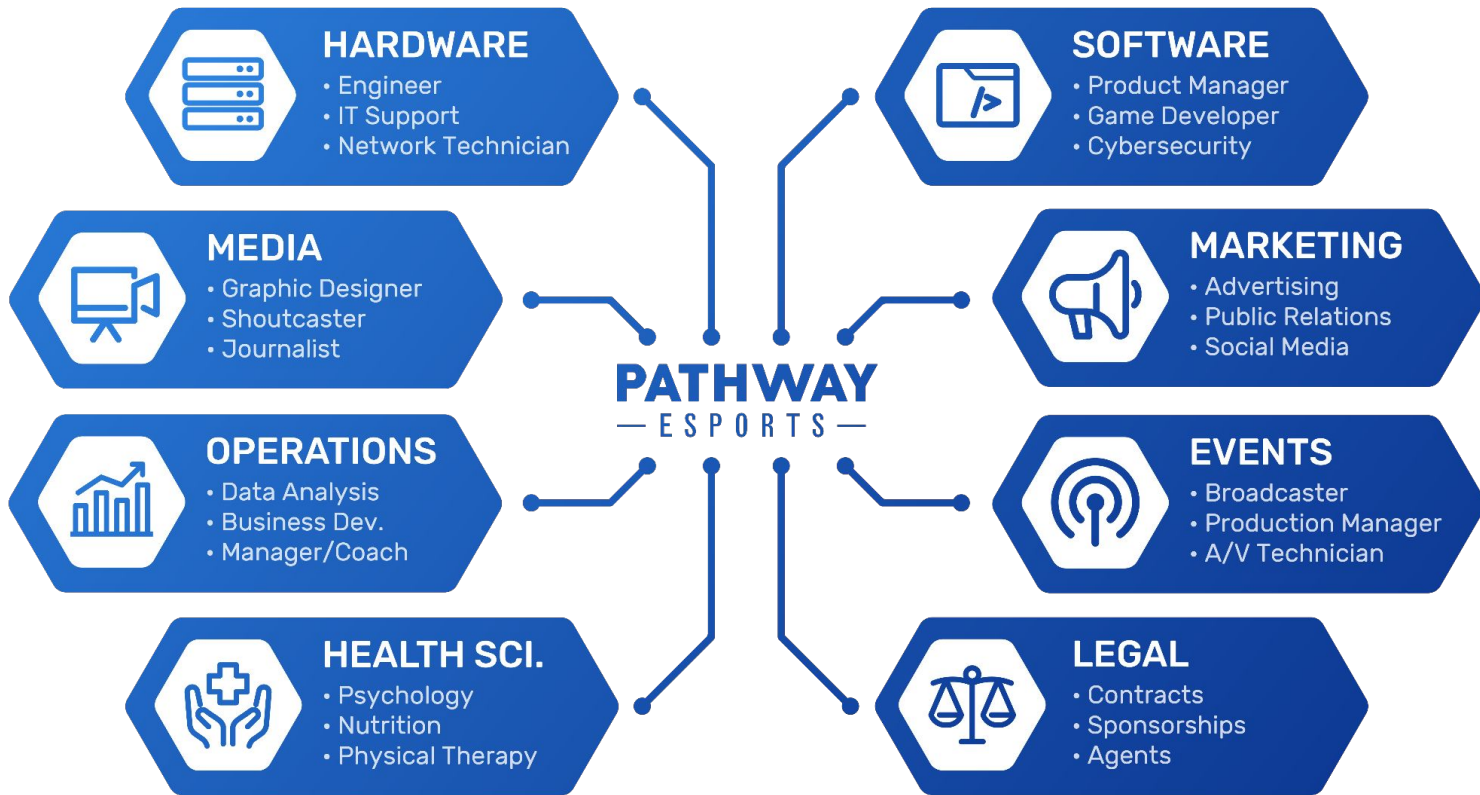 HARDWARE
• Engineer
• IT Support
• Network Technician
SOFTWARE
• Product Manager
• Game Developer
• Cybersecurity
MEDIA
• Graphic Designer
• Shoutcaster
• Journalist
MARKETING
• Advertising
• Public Relations
• Social Media
PATHWAY
— ESPORTS —
OPERATIONS
• Data Analysis
• Business Dev.
• Manager/Coach
EVENTS
• Broadcaster
• Production Manager
• A/V Technician
HEALTH SCI.
• Psychology
• Nutrition
• Physical Therapy
LEGAL
• Contracts
• Sponsorships
• Agents